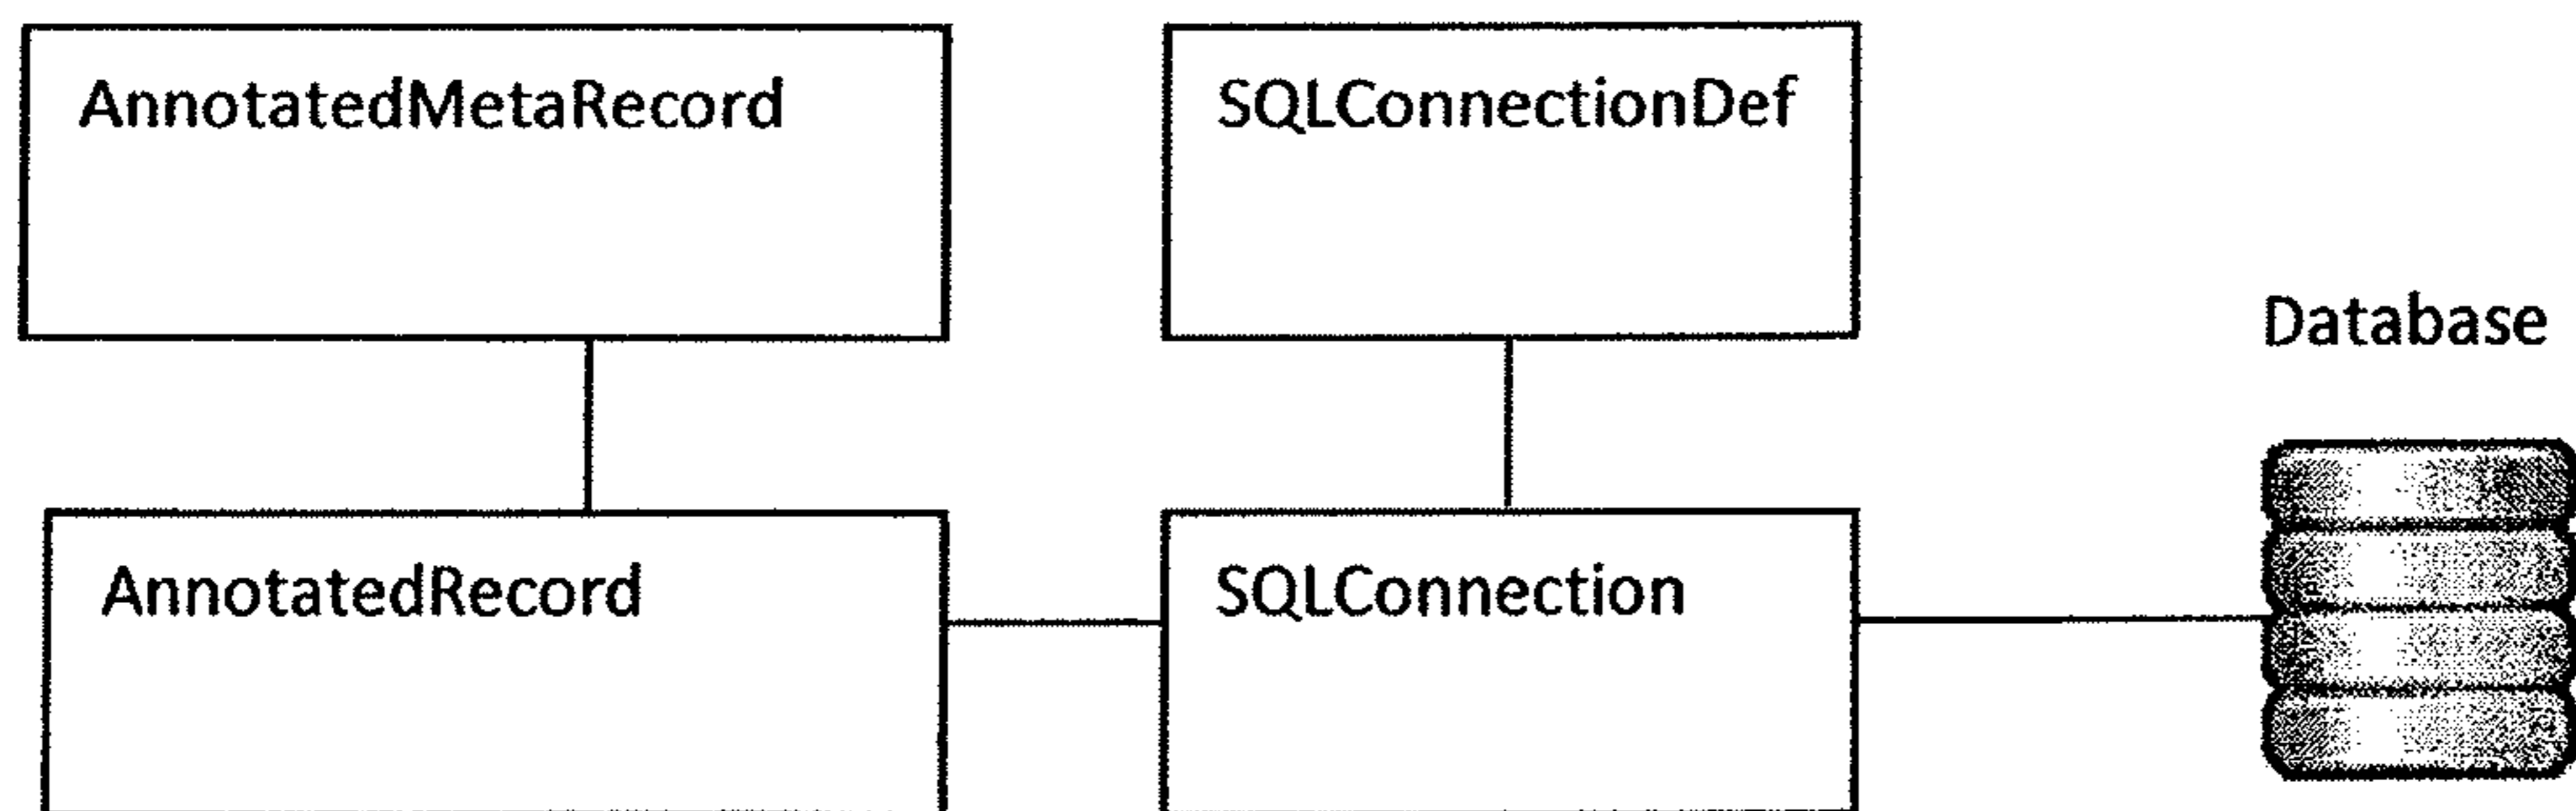 AnnotatedMetaRecord
SQLConnectionDef
Database
AnnotatedRecord
SQLConnection